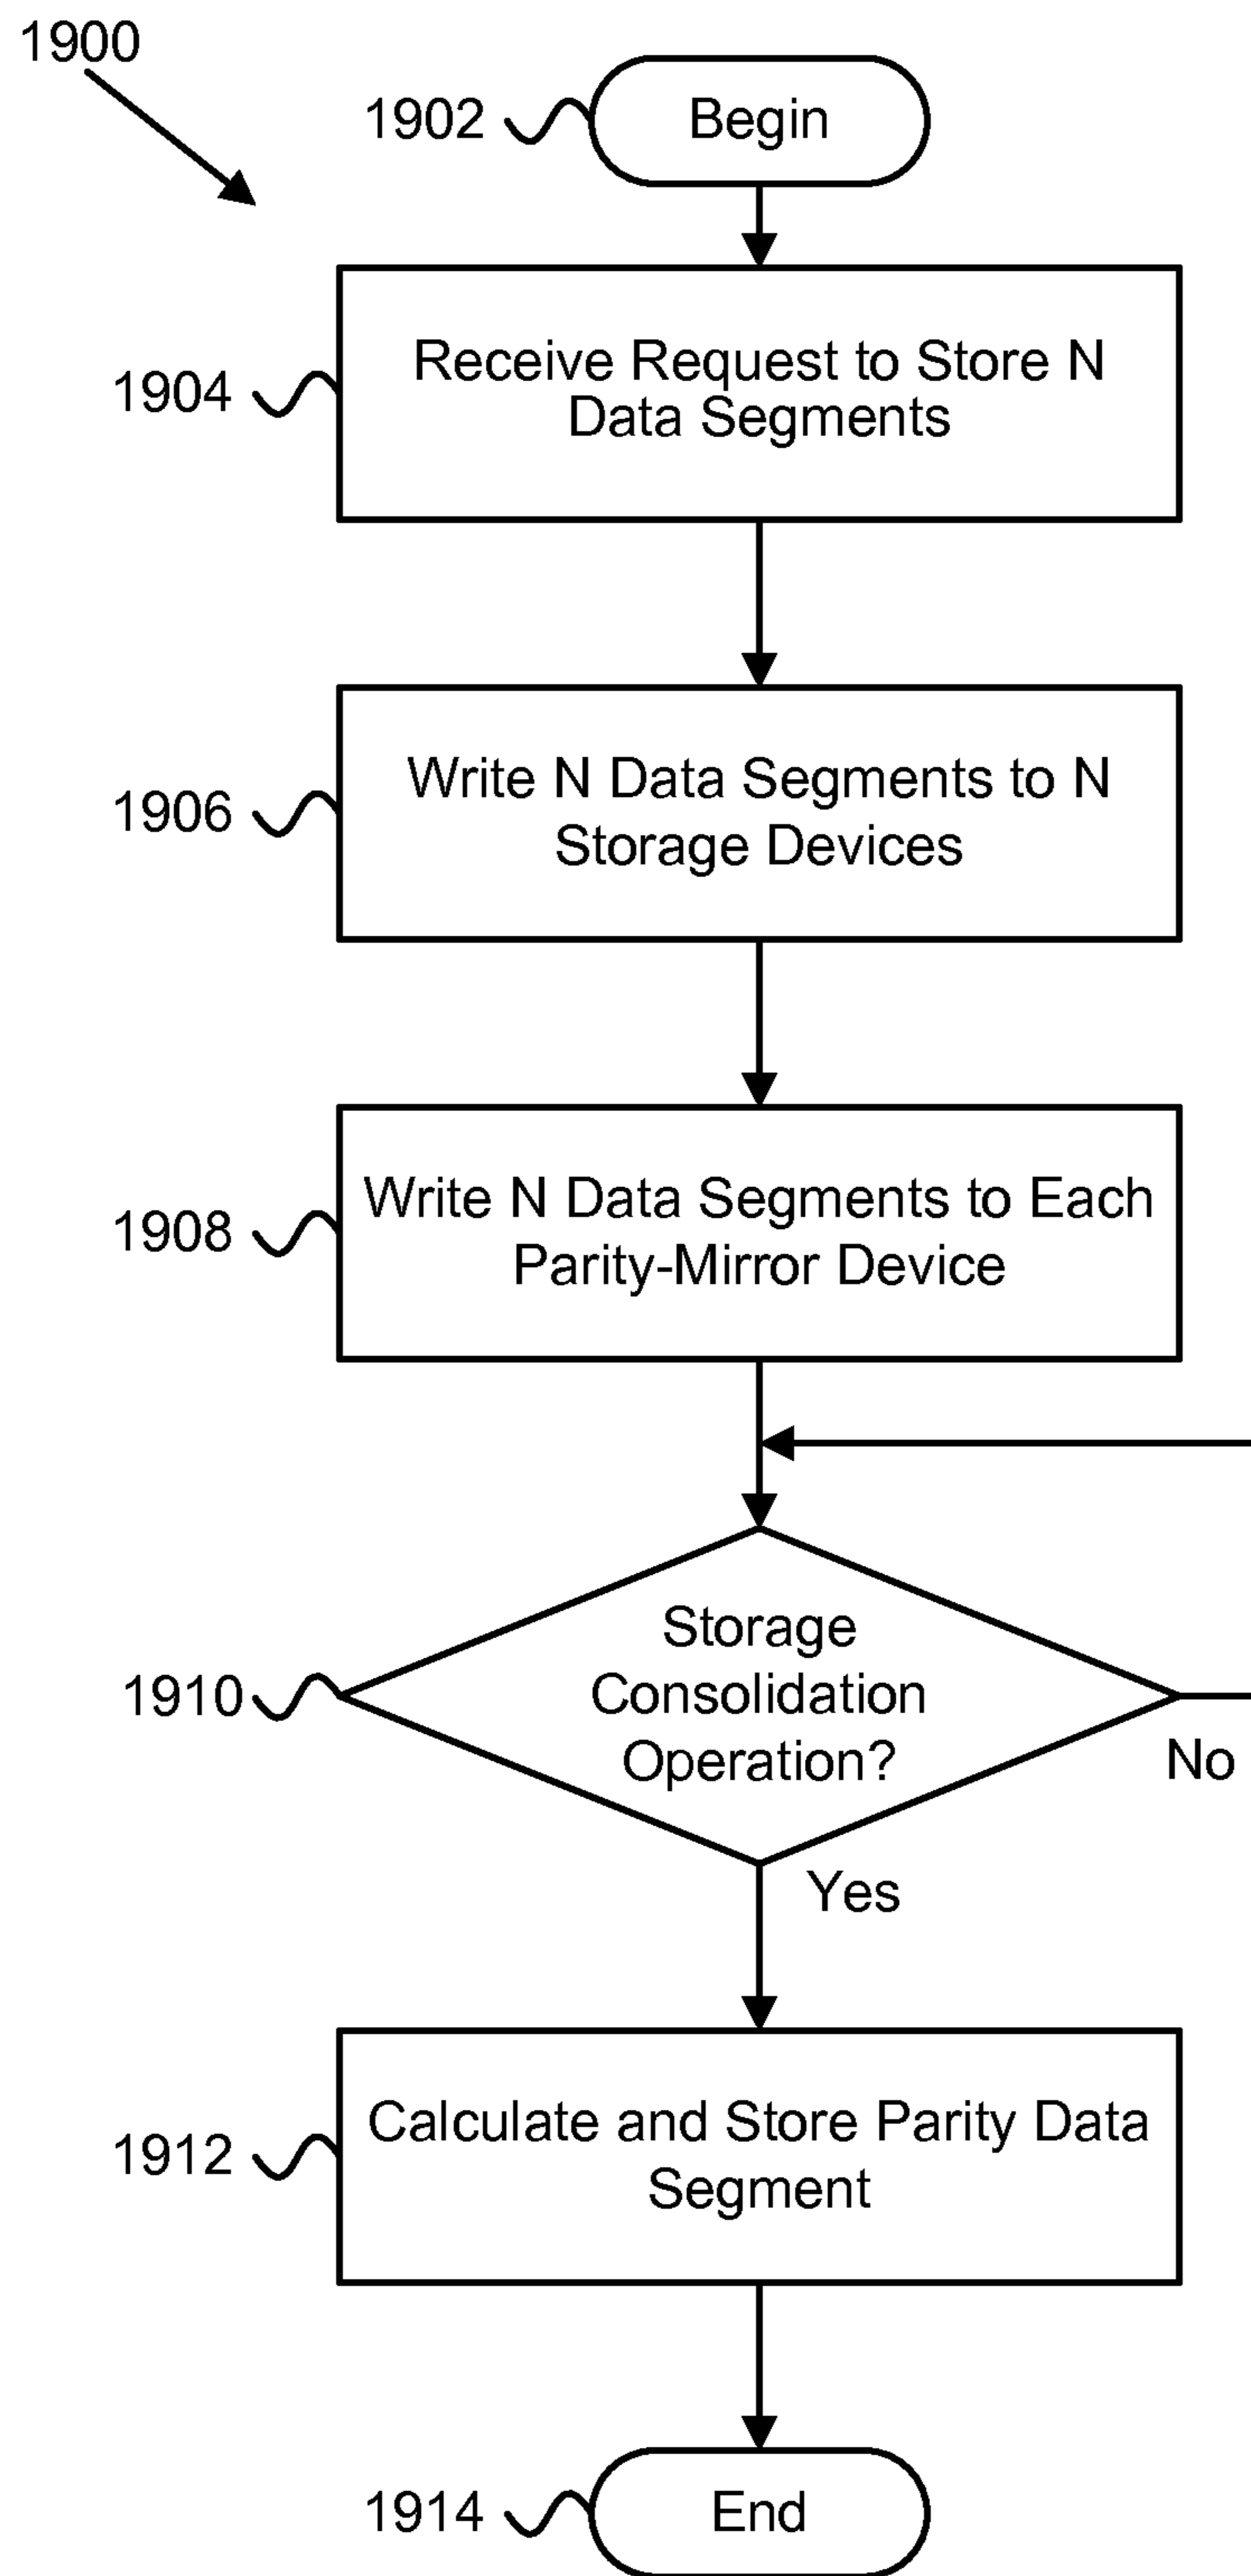 1900
1902
Begin
1904
Receive Request to Store N
Data Segments
1906
Write N Data Segments to N
Storage Devices
1908
Write N Data Segments to Each
Parity-Mirror Device
1910
Storage
Consolidation
Operation?
No
Yes
1912
Calculate and Store Parity Data
Segment
1914
End